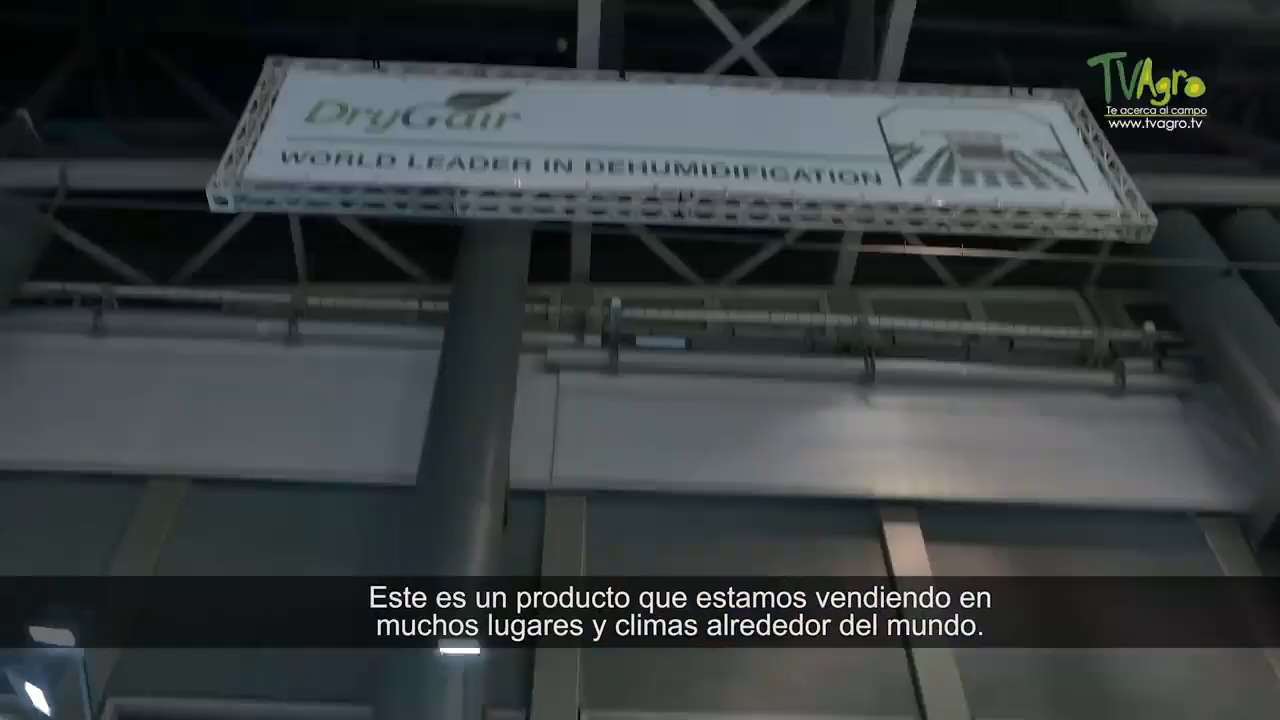 DryGair
WORLD LEADER IN DEHUMIDIFICATION
TVAgro
Te acerca al campo
www.tvagro.tv
Este es un producto que estamos vendiendo en
muchos lugares y climas alrededor del mundo.